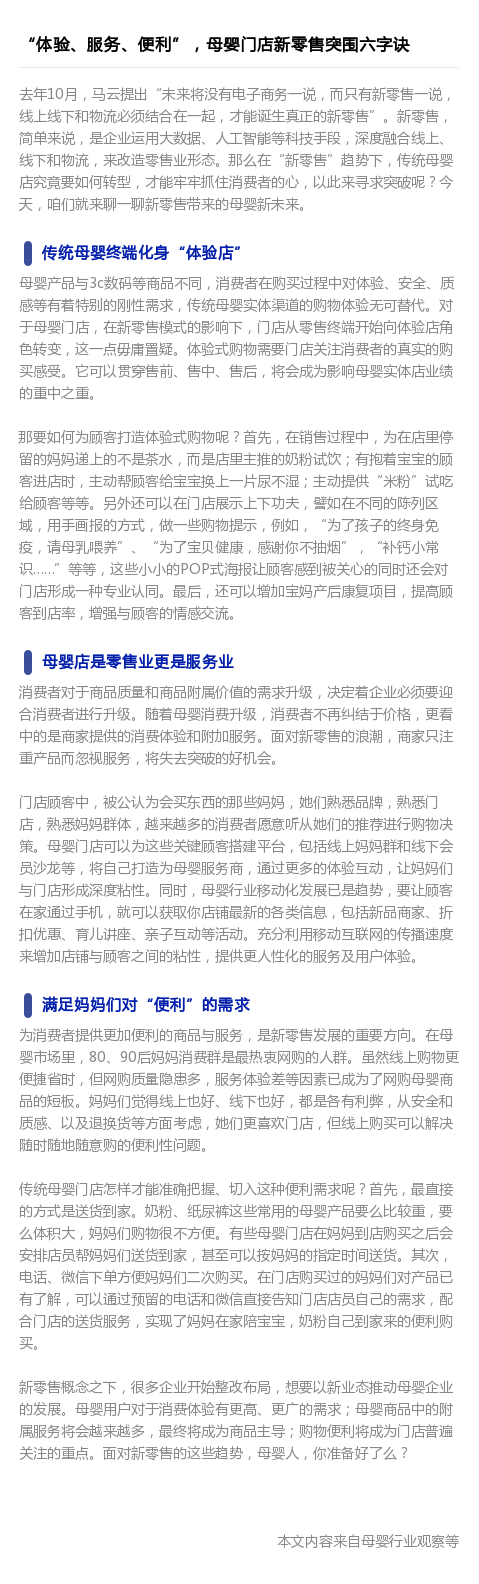 “体验、服务、便利”，母婴门店新零售突围六字诀
去年10月，马云提出“未来将没有电子商务一说，而只有新零售一说，
线上线下和物流必须结合在一起，才能诞生真正的新零售”。新零售，
简单来说，是企业运用大数据、人工智能等科技手段，深度融合线上、
线下和物流，来改造零售业形态。那么在“新零售”趋势下，传统母婴
店究竟要如何转型，才能牢牢抓住消费者的心，以此来寻求突破呢？今
天，咱们就来聊一聊新零售带来的母婴新未来。
传统母婴终端化身“体验店”
母婴产品与3c数码等商品不同，消费者在购买过程中对体验、安全、质
感等有着特别的刚性需求，传统母婴实体渠道的购物体验无可替代。对
于母婴门店，在新零售模式的影响下，门店从零售终端开始向体验店角
色转变，这一点毋庸置疑。体验式购物需要门店关注消费者的真实的购
买感受。它可以贯穿售前、售中、售后，将会成为影响母婴实体店业绩
的重中之重。
那要如何为顾客打造体验式购物呢？首先，在销售过程中，为在店里停
留的妈妈递上的不是茶水，而是店里主推的奶粉试饮；有抱着宝宝的顾
客进店时，主动帮顾客给宝宝换上一片尿不湿；主动提供“米粉”试吃
给顾客等等。另外还可以在门店展示上下功夫，譬如在不同的陈列区
域，用手画报的方式，做一些购物提示，例如，“为了孩子的终身免
疫，请母乳喂养”、“为了宝贝健康，感谢你不抽烟”，“补钙小常
识……”等等，这些小小的POP式海报让顾客感到被关心的同时还会对
门店形成一种专业认同。最后，还可以增加宝妈产后康复项目，提高顾
客到店率，增强与顾客的情感交流。
母婴店是零售业更是服务业
消费者对于商品质量和商品附属价值的需求升级，决定着企业必须要迎
合消费者进行升级。随着母婴消费升级，消费者不再纠结于价格，更看
中的是商家提供的消费体验和附加服务。面对新零售的浪潮，商家只注
重产品而忽视服务，将失去突破的好机会。
门店顾客中，被公认为会买东西的那些妈妈，她们熟悉品牌，熟悉门
店，熟悉妈妈群体，越来越多的消费者愿意听从她们的推荐进行购物决
策。母婴门店可以为这些关键顾客搭建平台，包括线上妈妈群和线下会
员沙龙等，将自己打造为母婴服务商，通过更多的体验互动，让妈妈们
与门店形成深度粘性。同时，母婴行业移动化发展已是趋势，要让顾客
在家通过手机，就可以获取你店铺最新的各类信息，包括新品商家、折
扣优惠、育儿讲座、亲子互动等活动。充分利用移动互联网的传播速度
来增加店铺与顾客之间的粘性，提供更人性化的服务及用户体验。
满足妈妈们对“便利”的需求
为消费者提供更加便利的商品与服务，是新零售发展的重要方向。在母
婴市场里，80、90后妈妈消费群是最热衷网购的人群。虽然线上购物更
便捷省时，但网购质量隐患多，服务体验差等因素已成为了网购母婴商
品的短板。妈妈们觉得线上也好、线下也好，都是各有利弊，从安全和
质感、以及退换货等方面考虑，她们更喜欢门店，但线上购买可以解决
随时随地随意购的便利性问题。
传统母婴门店怎样才能准确把握、切入这种便利需求呢？首先，最直接
的方式是送货到家。奶粉、纸尿裤这些常用的母婴产品要么比较重，要
么体积大，妈妈们购物很不方便。有些母婴门店在妈妈到店购买之后会
安排店员帮妈妈们送货到家，甚至可以按妈妈的指定时间送货。其次，
电话、微信下单方便妈妈们二次购买。在门店购买过的妈妈们对产品已
有了解，可以通过预留的电话和微信直接告知门店店员自己的需求，配
合门店的送货服务，实现了妈妈在家陪宝宝，奶粉自己到家来的便利购
买。
新零售概念之下，很多企业开始整改布局，想要以新业态推动母婴企业
的发展。母婴用户对于消费体验有更高、更广的需求；母婴商品中的附
属服务将会越来越多，最终将成为商品主导；购物便利将成为门店普遍
关注的重点。面对新零售的这些趋势，母婴人，你准备好了么？
本文内容来自母婴行业观察等